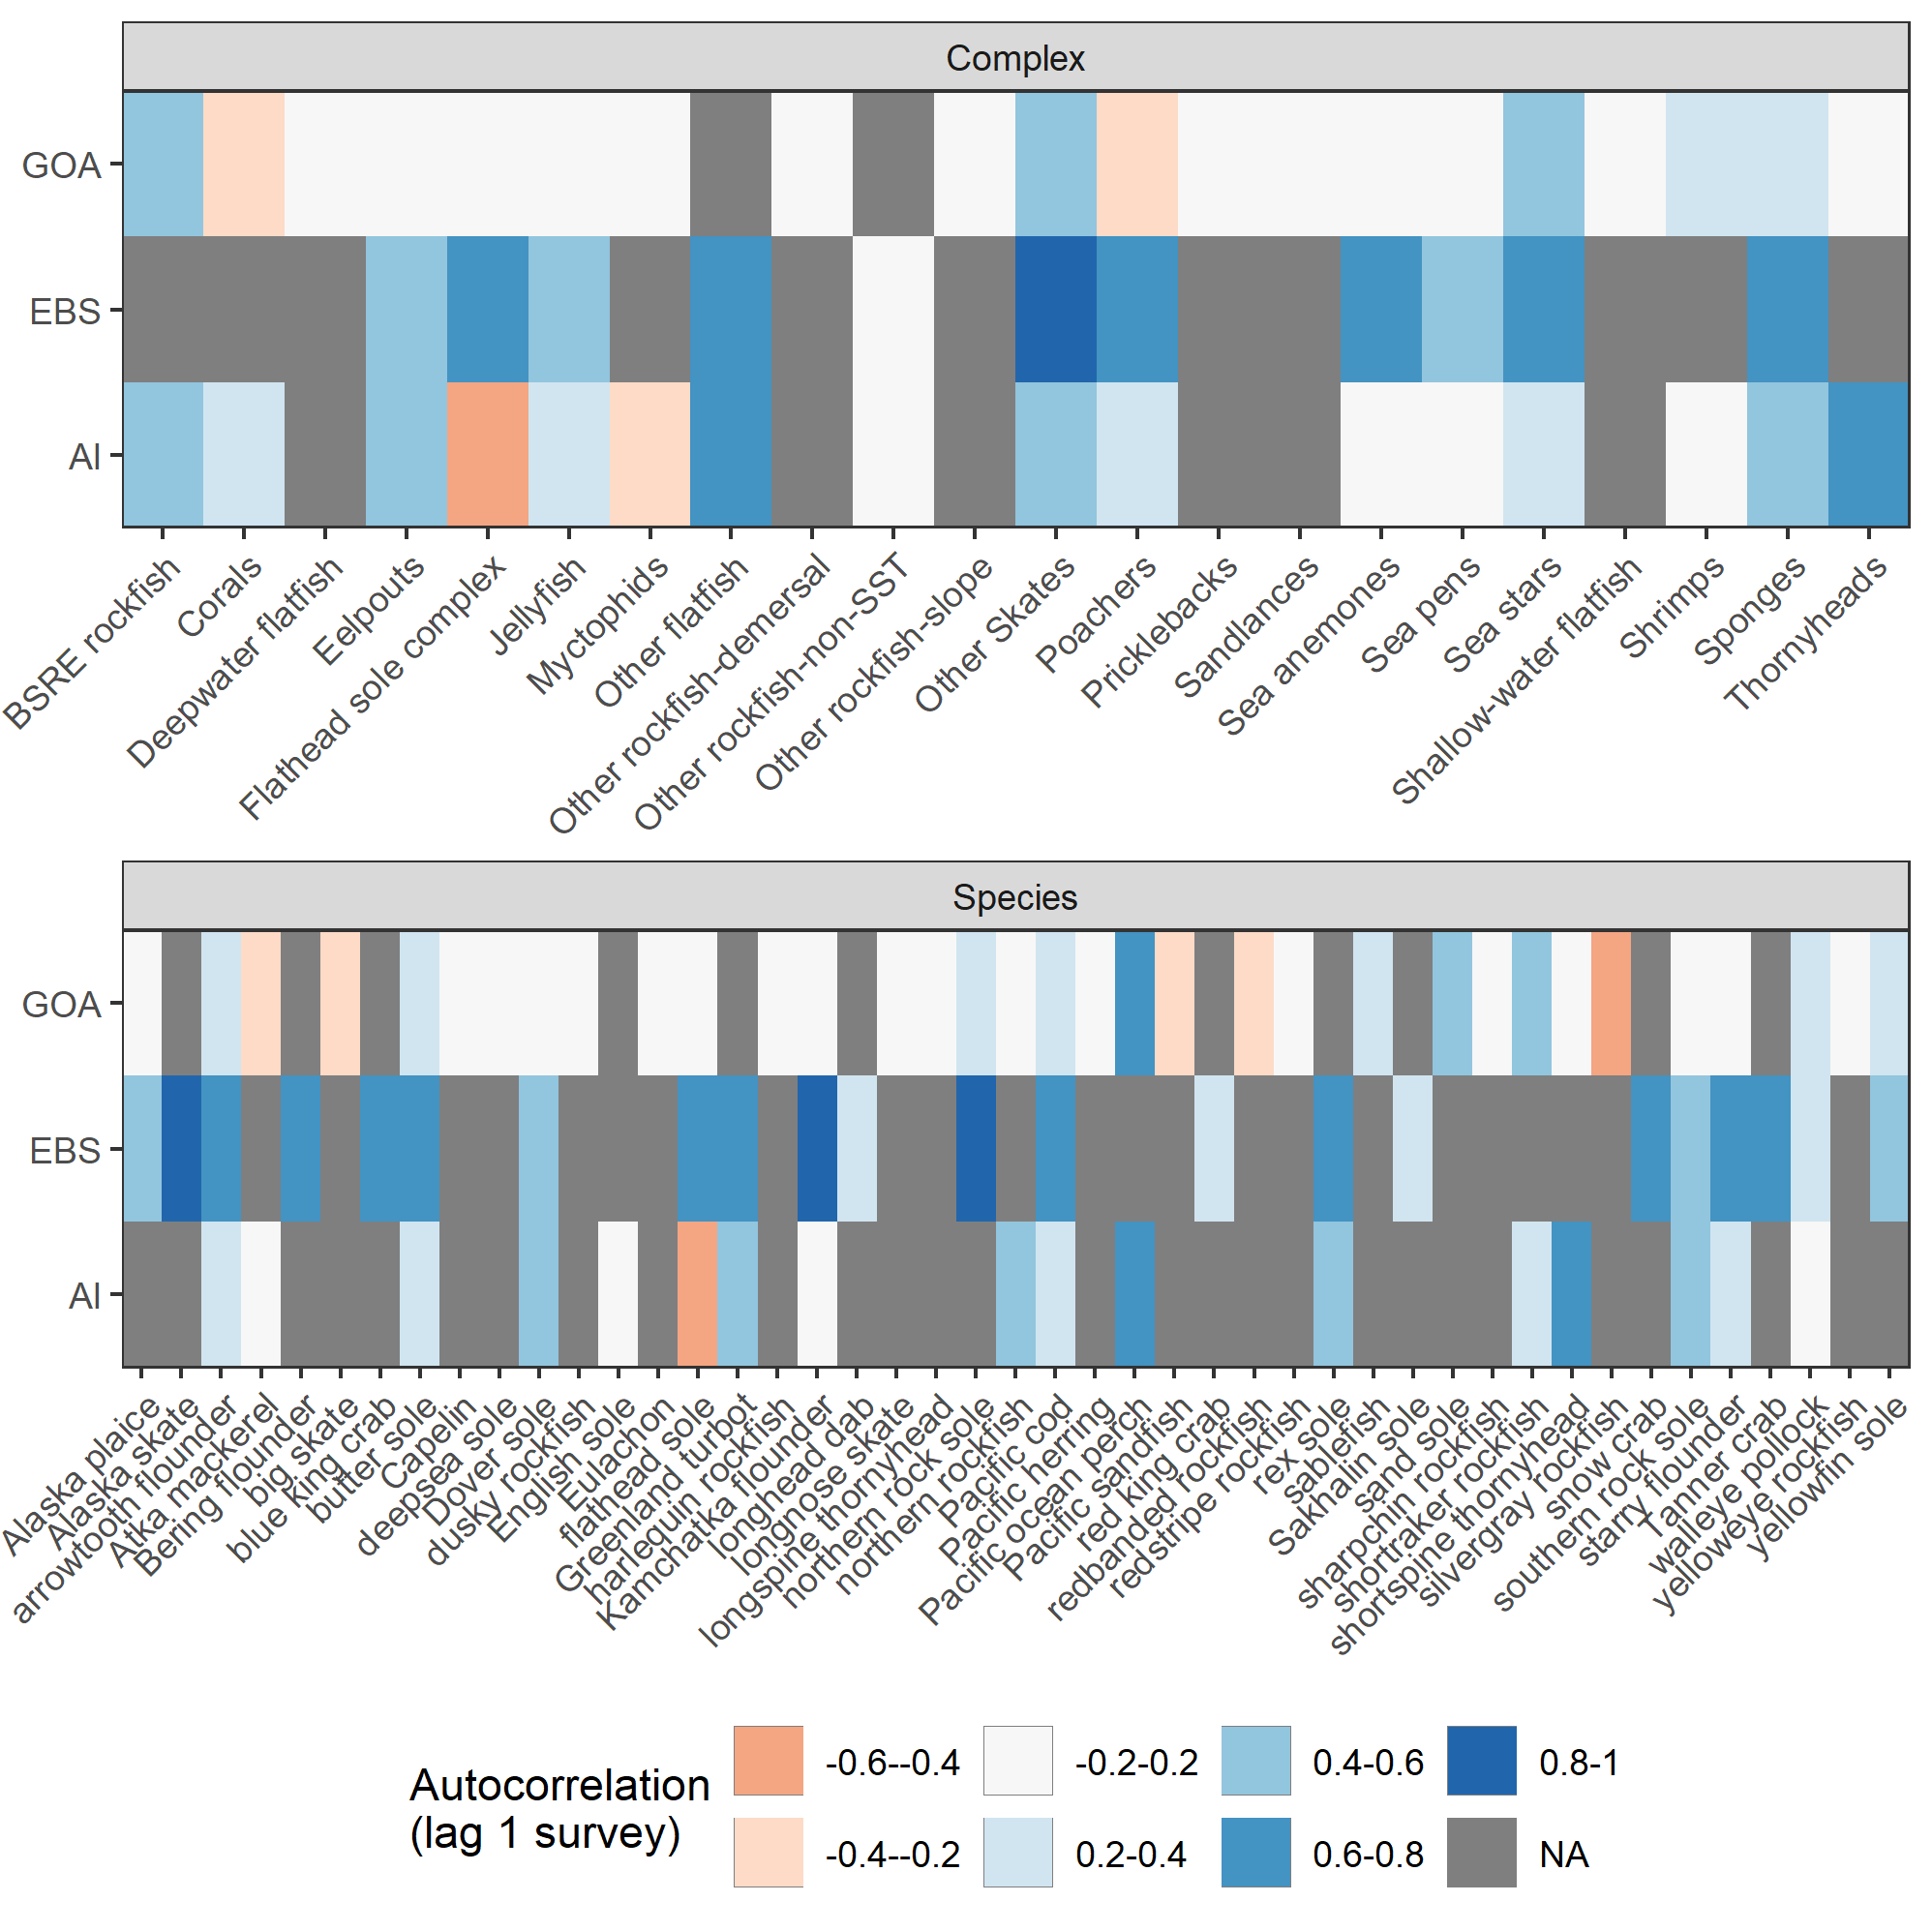 Complex
GOA
EBS
AI
BSRE rockfish
Corals
Deepwater flatfish
Eelpouts
Flathead sole complex
Jellyfish
Myctophids
Other flatfish
Other rockfish-demersal
Other rockfish-non-SST
Other rockfish-slope
Other Skates
Poachers
Pricklebacks
Sandlances
Sea anemones
Sea pens
Sea stars
Shallow-water flatfish
Shrimps
Sponges
Thornyheads
Species
GOA
EBS
AI
Alaska plaice
Alaska skate
arrowtooth flounder
Atka mackerel
Bering flounder
big skate
blue king crab
butter sole
Capelin
deepsea sole
Dover sole
dusky rockfish
English sole
Eulachon
flathead sole
Greenland turbot
harlequin rockfish
Kamchatka flounder
longhead dab
longnose skate
longspine thornyhead
northern rock sole
northern rockfish
Pacific cod
Pacific herring
Pacific ocean perch
Pacific sandfish
red king crab
redbanded rockfish
redstripe rockfish
rex sole
sablefish
Sakhalin sole
sand sole
sharpchin rockfish
shortraker rockfish
shortspine thornyhead
silvergray rockfish
snow crab
southern rock sole
starry flounder
Tanner crab
walleye pollock
yelloweye rockfish
yellowfin sole
Autocorrelation
(lag 1 survey)
-0.6--0.4
-0.2-0.2
0.4-0.6
0.8-1
-0.4--0.2
0.2-0.4
0.6-0.8
NA